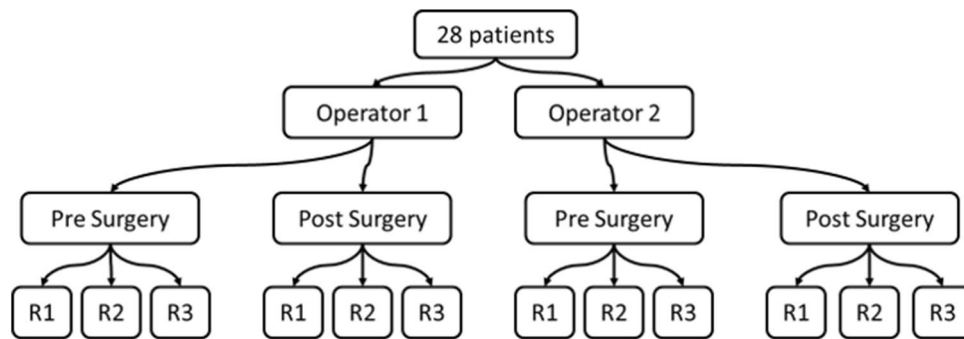 28 patients
Operator 1
Operator 2
Pre Surgery
Post Surgery
Pre Surgery
Post Surgery
R1
R2
R3
R1
R2
R3
R1
R2
R3
R1
R2
R3